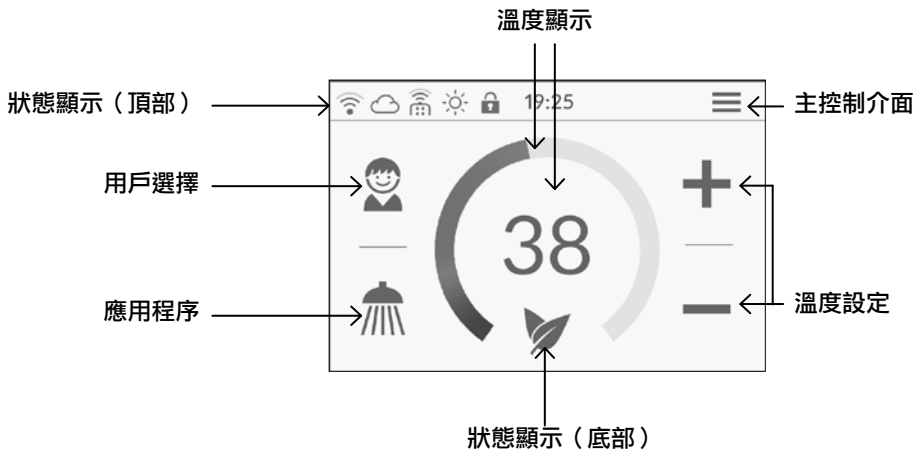 溫度顯示
狀態顯示（頂部）
19:25
主控制介面
用戶選擇
38
應用程序
溫度設定
狀態顯示（底部）